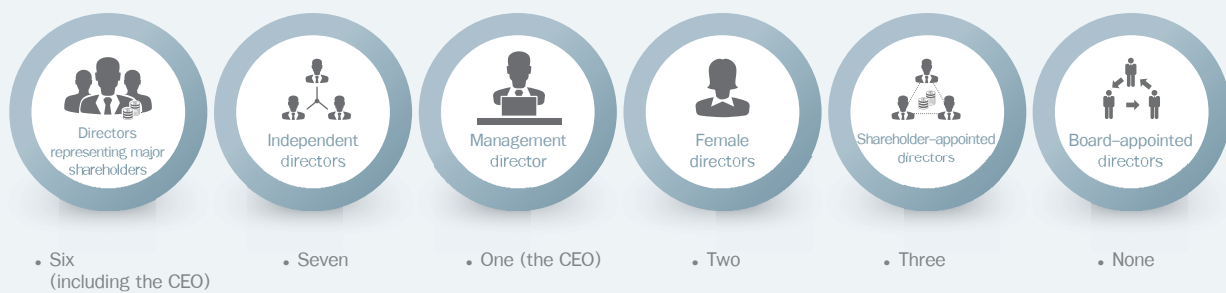 Directors
representing major
shareholders
Independent
directors
Management
director
Female
directors
Shareholder-appointed
directors
Board-appointed
directors
• Six
(including the CEO)
• Seven
• One (the CEO)
• Two
• Three
• None